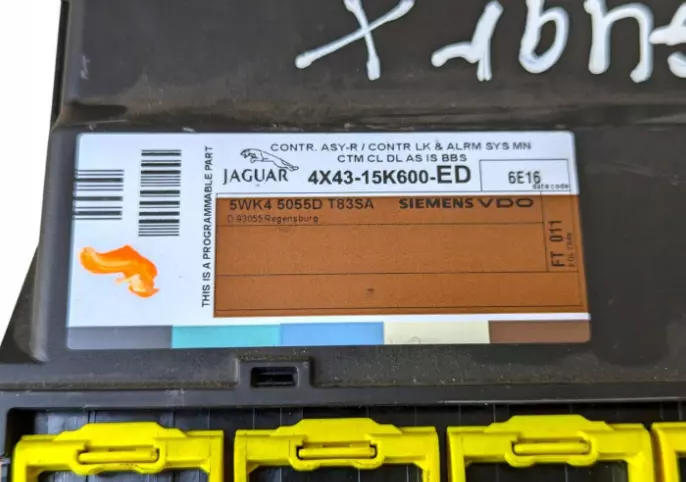 CONTR. ASY-R / CONTR LK & ALRM SYS MN
CTM CL DL AS IS BBS
JAGUAR 4X43-15K600-ED
6E16
date code
5WK4 5055D T83SA SIEMENS VDO
D 93055 Regensburg
FT 011
THIS IS A PROGRAMMABLE PART